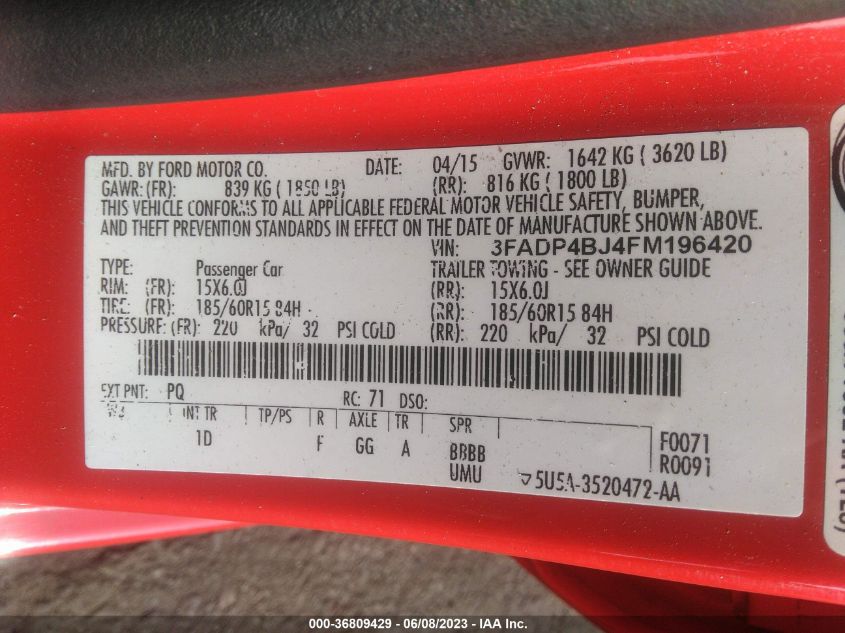 MFD. BY FORD MOTOR CO. DATE: 04/15 GVWR: 1642 KG ( 3620 LB)
GAWR: (FR): 839 KG ( 1850 LB) (RR): 816 KG ( 1800 LB)
THIS VEHICLE CONFORMS TO ALL APPLICABLE FEDERAL MOTOR VEHICLE SAFETY, BUMPER,
AND THEFT PREVENTION STANDARDS IN EFFECT ON THE DATE OF MANUFACTURE SHOWN ABOVE.
VIN: 3FADP4BJ4FM196420
TYPE: Passenger Car TRAILER TOWING - SEE OWNER GUIDE
RIM: (FR): 15X6.0J (RR): 15X6.0J
TIRE: (FR): 185/60R15 84H (RR): 185/60R15 84H
PRESSURE: (FR): 220 kPa/ 32 PSI COLD (RR): 220 kPa/ 32 PSI COLD
EXT PNT: PQ RC: 71 DSO:
WB INT TR TP/PS R AXLE TR SPR
1D F GG A BRBB F0071
UMU R0091
5U5A-3520472-AA
000-36809429 - 06/08/2023 - IAA Inc.